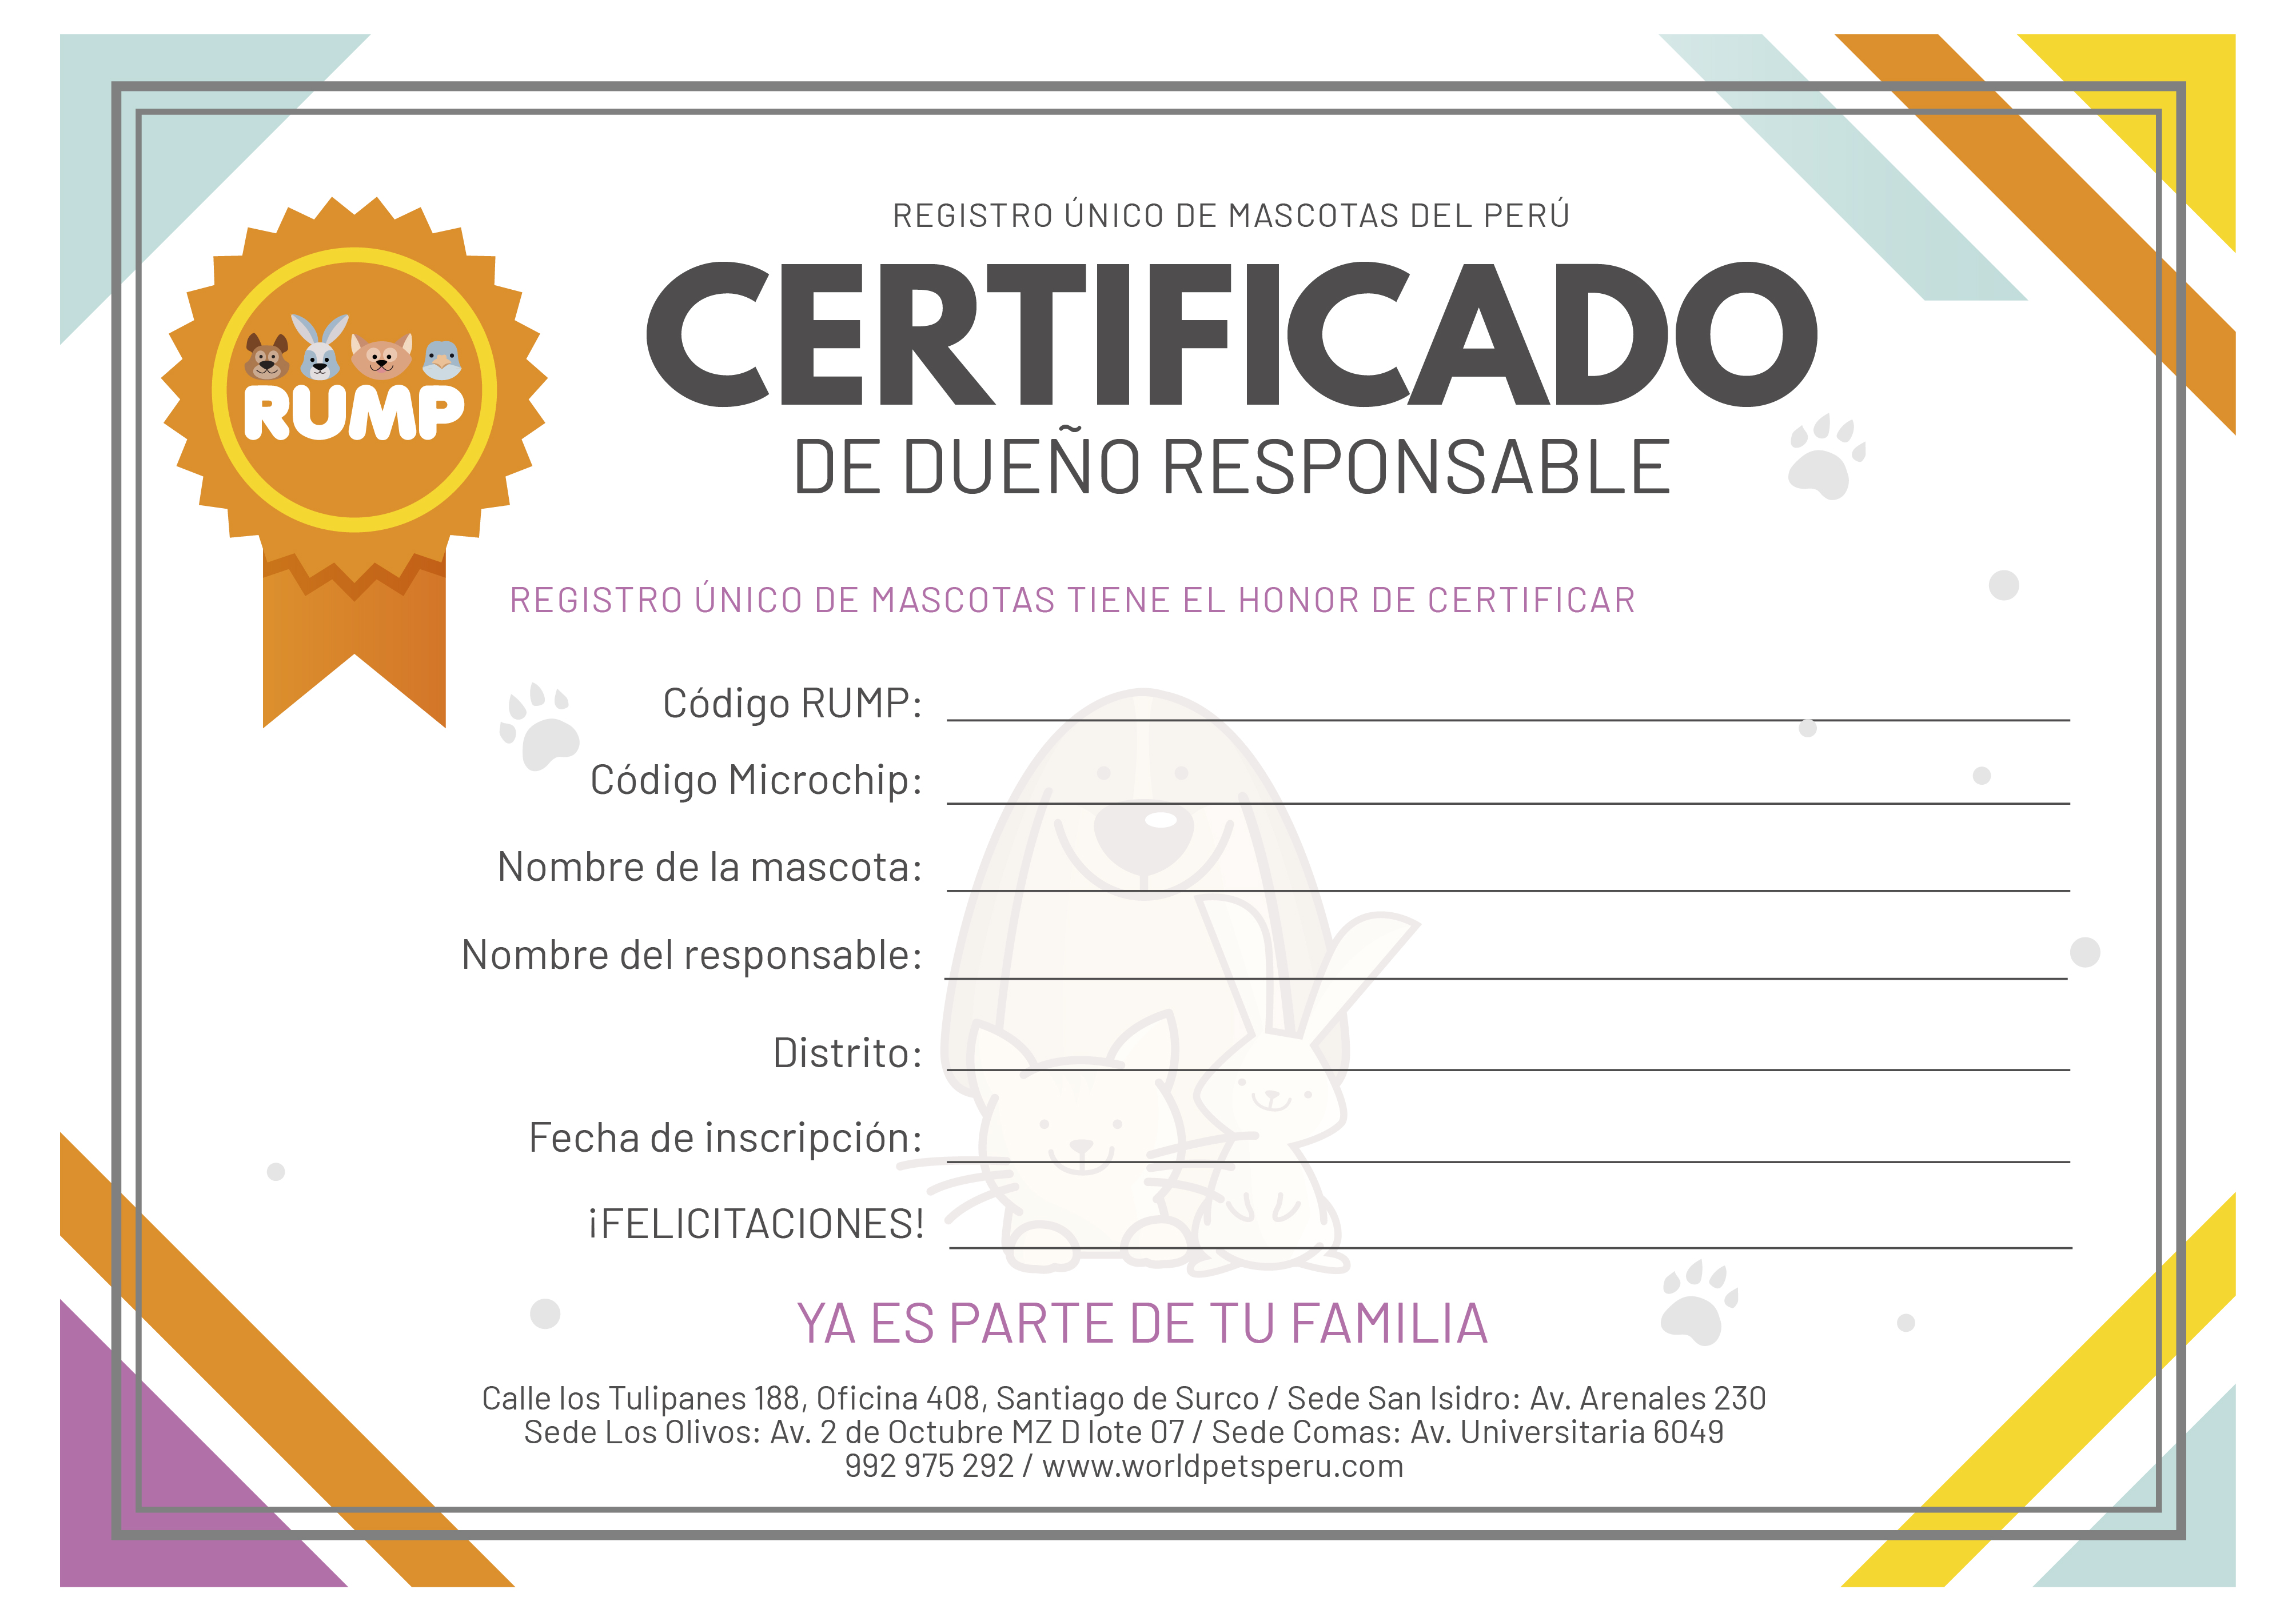 REGISTRO ÚNICO DE MASCOTAS DEL PERÚ
CERTIFICADO
DE DUEÑO RESPONSABLE
RUMP
REGISTRO ÚNICO DE MASCOTAS TIENE EL HONOR DE CERTIFICAR
Código RUMP:
Código Microchip:
Nombre de la mascota:
Nombre del responsable:
Distrito:
Fecha de inscripción:
¡FELICITACIONES!
YA ES PARTE DE TU FAMILIA
Calle los Tulipanes 188, Oficina 408, Santiago de Surco / Sede San Isidro: Av. Arenales 230
Sede Los Olivos: Av. 2 de Octubre MZ D lote 07 / Sede Comas: Av. Universitaria 6049
992 975 292 / www.worldpetsperu.com